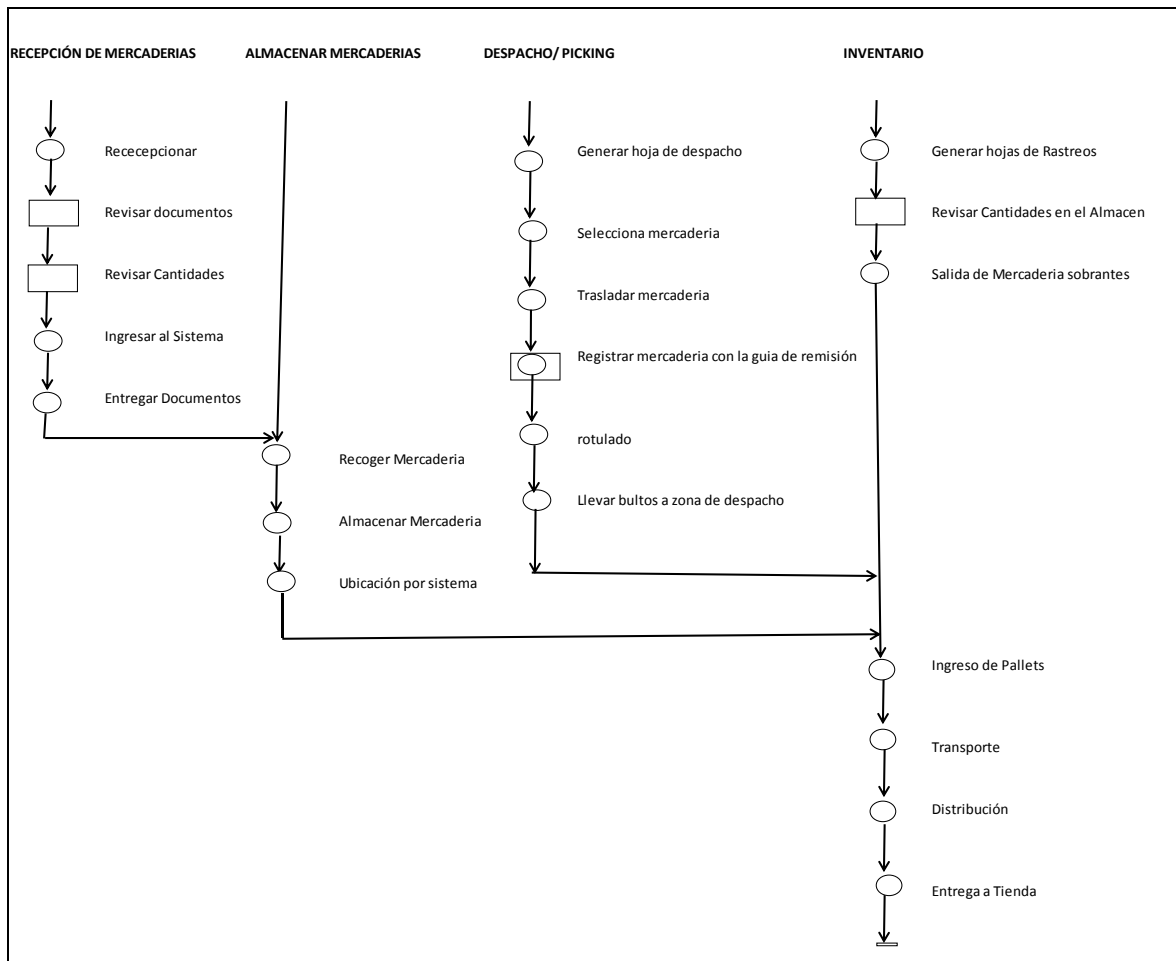 RECEPCIÓN DE MERCADERIAS
ALMACENAR MERCADERIAS
DESPACHO/ PICKING
INVENTARIO
Rececepcionar
Revisar documentos
Revisar Cantidades
Ingresar al Sistema
Entregar Documentos
Recoger Mercaderia
Almacenar Mercaderia
Ubicación por sistema
Generar hoja de despacho
Selecciona mercaderia
Trasladar mercaderia
Registrar mercaderia con la guia de remisión
rotulado
Llevar bultos a zona de despacho
Generar hojas de Rastreos
Revisar Cantidades en el Almacen
Salida de Mercaderia sobrantes
Ingreso de Pallets
Transporte
Distribución
Entrega a Tienda